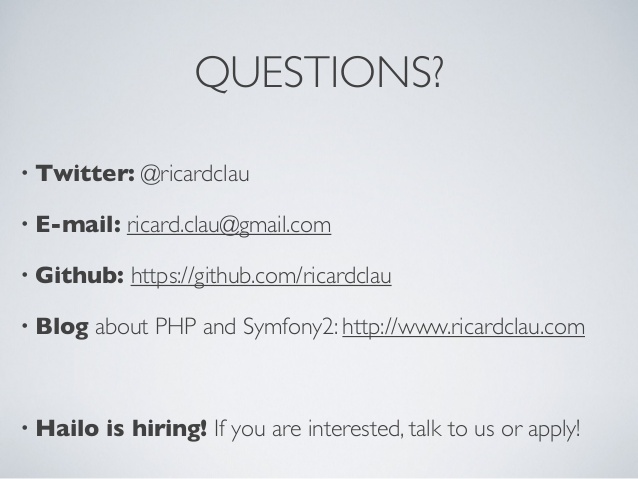 QUESTIONS?
• Twitter: @ricardclau
• E-mail: ricard.clau@gmail.com
• Github: https://github.com/ricardclau
• Blog about PHP and Symfony2: http://www.ricardclau.com
• Hailo is hiring! If you are interested, talk to us or apply!